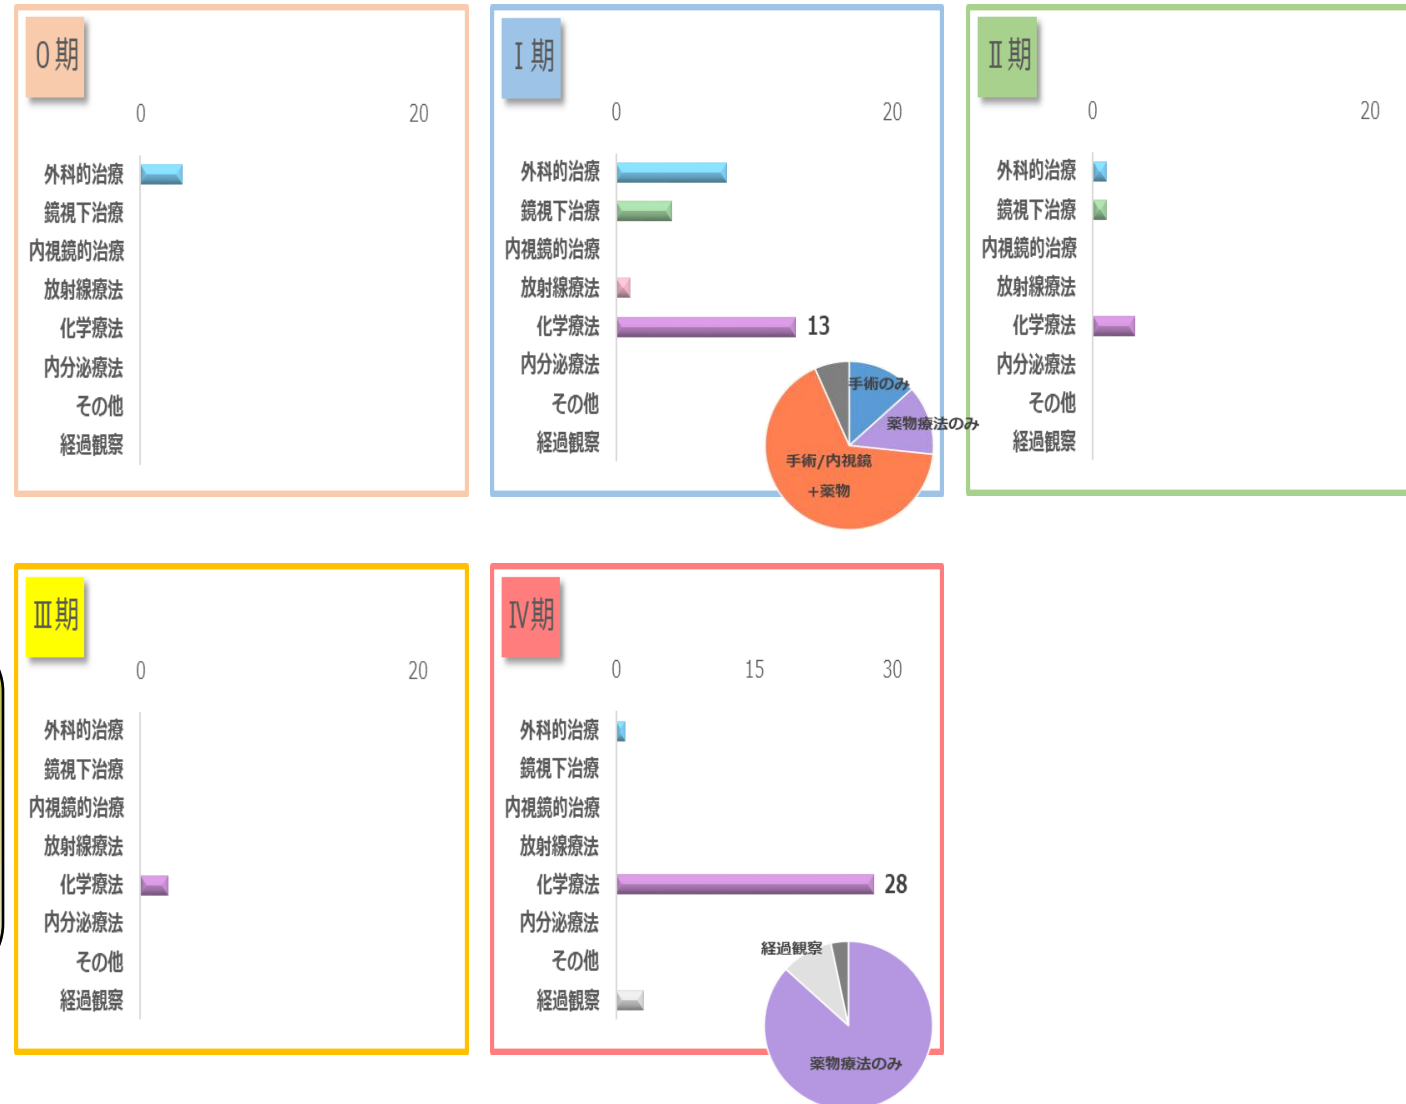 0期
0 20
外科的治療
鏡視下治療
内視鏡的治療
放射線療法
化学療法
内分泌療法
その他
経過観察
Ⅰ期
0 20
外科的治療
鏡視下治療
内視鏡的治療
放射線療法
化学療法 13
内分泌療法
その他
経過観察
手術のみ
薬物療法のみ
手術/内視鏡
+薬物
Ⅱ期
0 20
外科的治療
鏡視下治療
内視鏡的治療
放射線療法
化学療法
内分泌療法
その他
経過観察
Ⅲ期
0 20
外科的治療
鏡視下治療
内視鏡的治療
放射線療法
化学療法
内分泌療法
その他
経過観察
Ⅳ期
0 15 30
外科的治療
鏡視下治療
内視鏡的治療
放射線療法
化学療法 28
内分泌療法
その他
経過観察
経過観察
薬物療法のみ